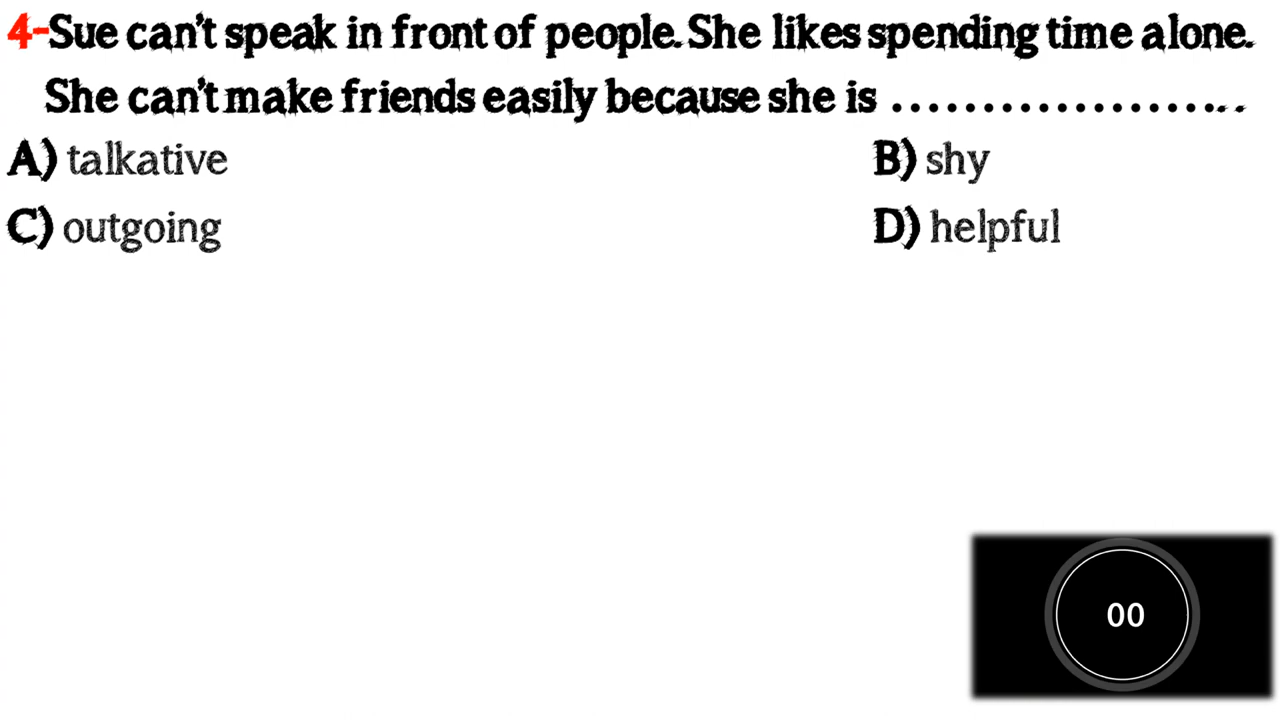 4-Sue can't speak in front of people. She likes spending time alone.
She can't make friends easily because she is .....................
A) talkative
B) shy
C) outgoing
D) helpful
00